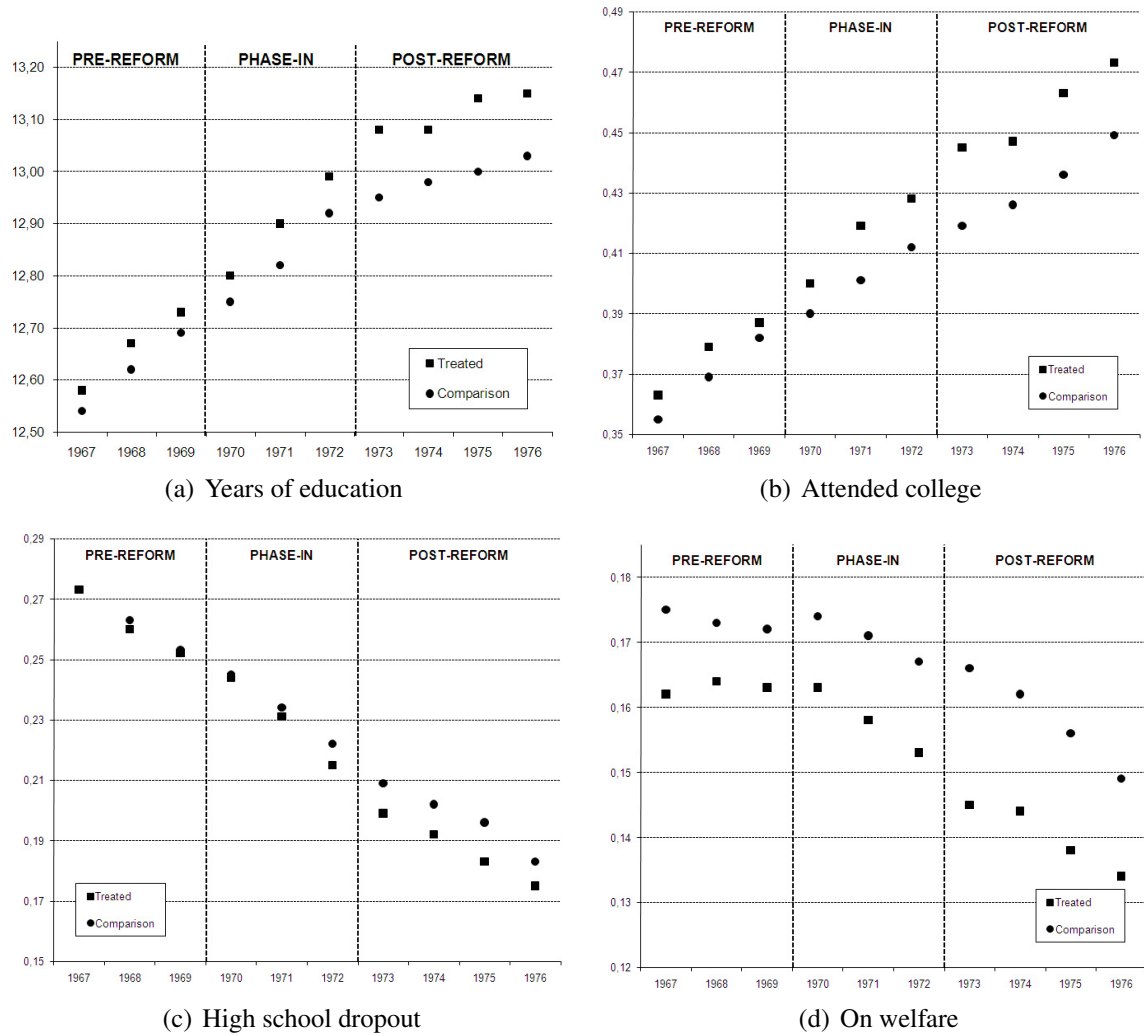 PRE-REFORM PHASE-IN POST-REFORM
13,20
13,10
13,00
12,90
12,80
12,70
12,60
12,50
Treated
Comparison
1967 1968 1969 1970 1971 1972 1973 1974 1975 1976
(a) Years of education
0,49
PRE-REFORM PHASE-IN POST-REFORM
0,47
0,45
0,43
0,41
0,39
0,37
0,35
Treated
Comparison
1967 1968 1969 1970 1971 1972 1973 1974 1975 1976
(b) Attended college
0,29
PRE-REFORM PHASE-IN POST-REFORM
0,27
0,25
0,23
0,21
0,19
0,17
0,15
Treated
Comparison
1967 1968 1969 1970 1971 1972 1973 1974 1975 1976
(c) High school dropout
PRE-REFORM PHASE-IN POST-REFORM
0,18
0,17
0,16
0,15
0,14
0,13
0,12
Treated
Comparison
1967 1968 1969 1970 1971 1972 1973 1974 1975 1976
(d) On welfare